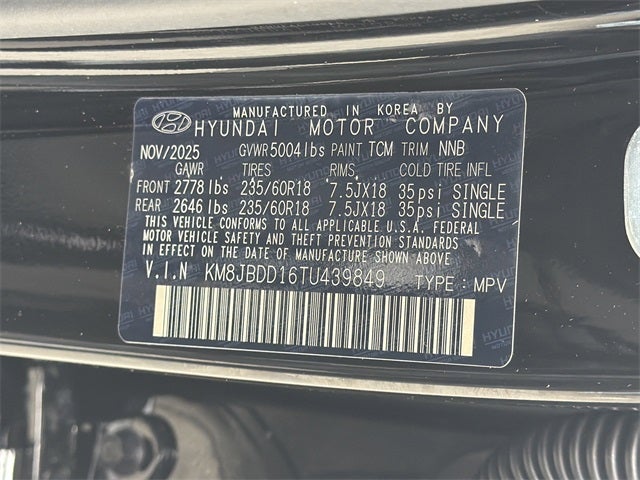 MANUFACTURED IN KOREA BY
HYUNDAI MOTOR COMPANY
NOV/2025 GVWR 5004lbs PAINT TCM TRIM NNB
GAWR TIRES RIMS, COLD TIRE INFL
FRONT 2778 lbs 235/60R18 7.5JX18 35psi SINGLE
REAR 2646 lbs 235/60R18 7.5JX18 35psi SINGLE
THIS VEHICLE CONFORMS TO ALL APPLICABLE U.S.A. FEDERAL
MOTOR VEHICLE SAFETY AND THEFT PREVENTION STANDARDS
IN EFFECT ON THE DATE OF MANUFACTURE SHOWN ABOVE.
V.I.N KM8JBDD16TU439849 TYPE : MPV